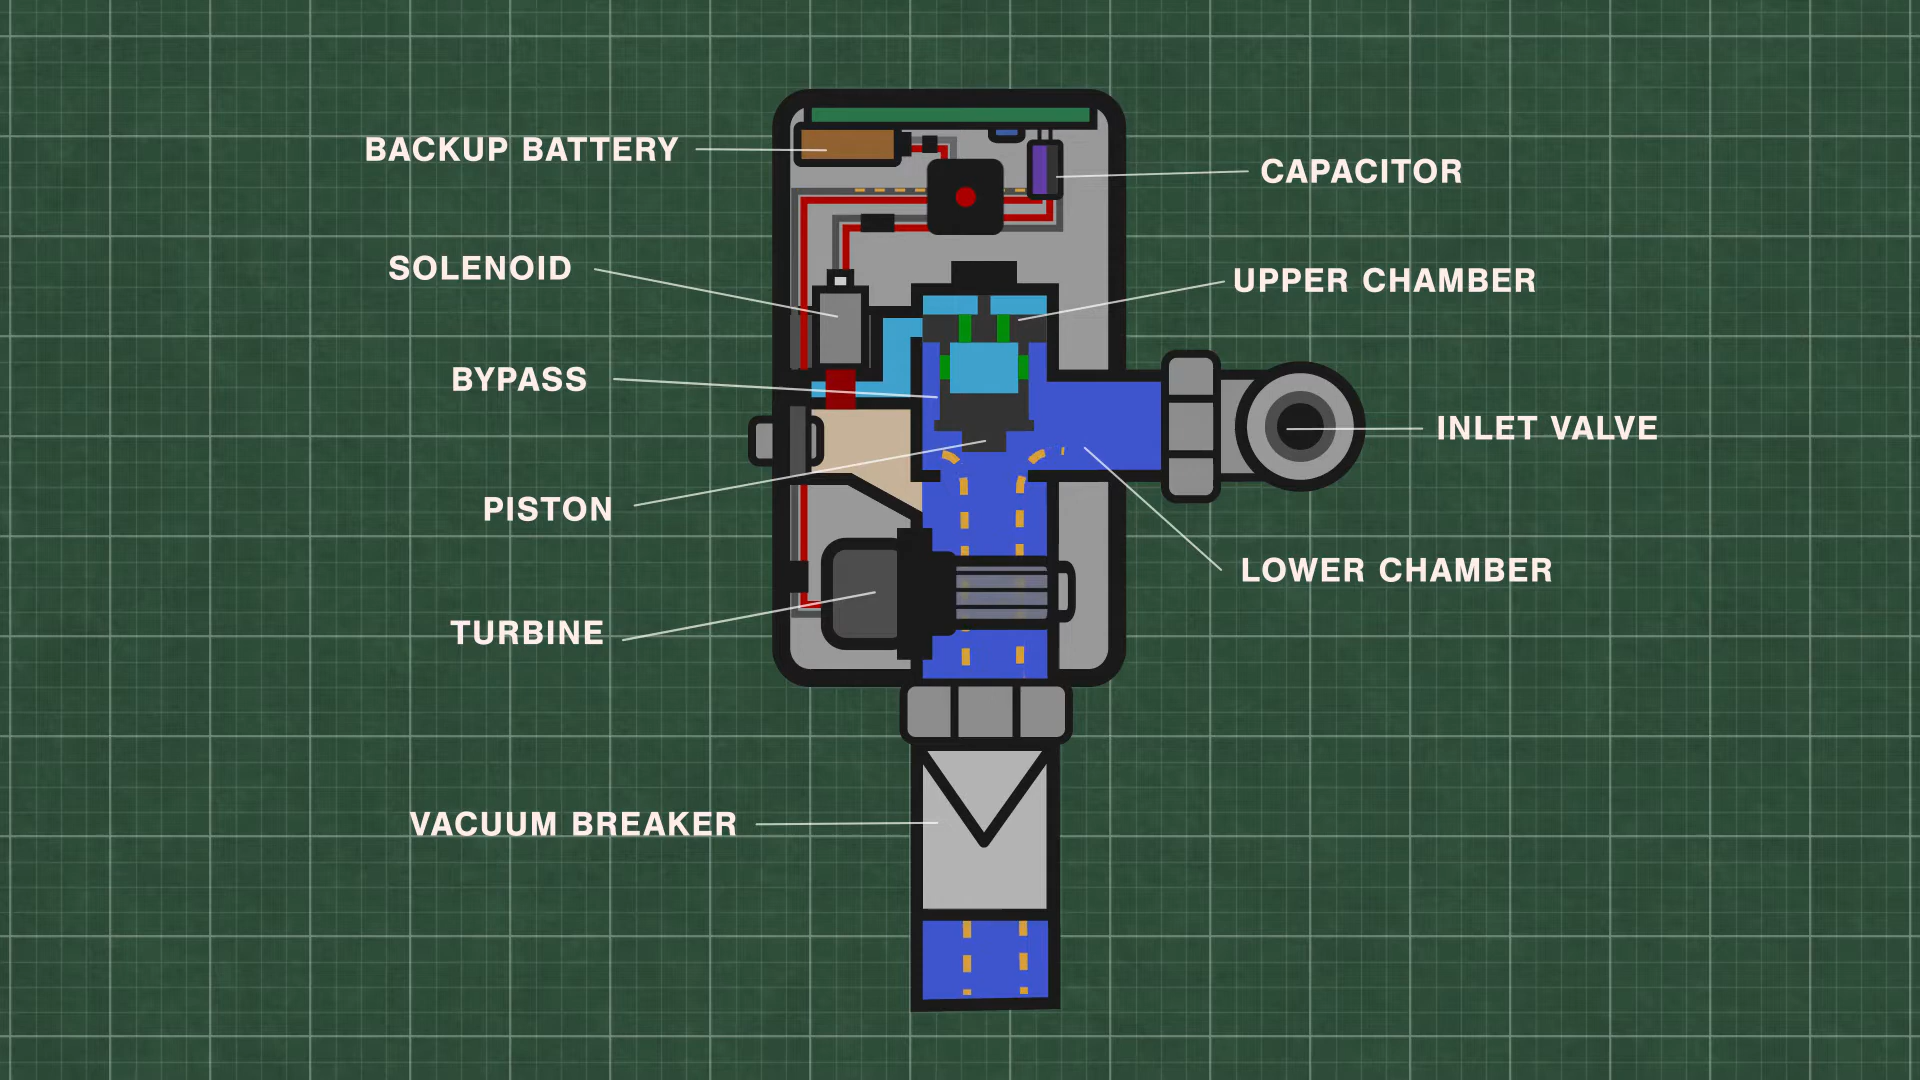 BACKUP BATTERY
CAPACITOR
SOLENOID
UPPER CHAMBER
BYPASS
INLET VALVE
PISTON
LOWER CHAMBER
TURBINE
VACUUM BREAKER